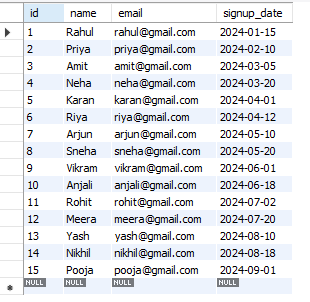 id name email signup_date
1 Rahul rahul@gmail.com 2024-01-15
2 Priya priya@gmail.com 2024-02-10
3 Amit amit@gmail.com 2024-03-05
4 Neha neha@gmail.com 2024-03-20
5 Karan karan@gmail.com 2024-04-01
6 Riya riya@gmail.com 2024-04-12
7 Arjun arjun@gmail.com 2024-05-10
8 Sneha sneha@gmail.com 2024-05-20
9 Vikram vikram@gmail.com 2024-06-01
10 Anjali anjali@gmail.com 2024-06-18
11 Rohit rohit@gmail.com 2024-07-02
12 Meera meera@gmail.com 2024-07-20
13 Yash yash@gmail.com 2024-08-10
14 Nikhil nikhil@gmail.com 2024-08-18
15 Pooja pooja@gmail.com 2024-09-01
NULL NULL NULL NULL